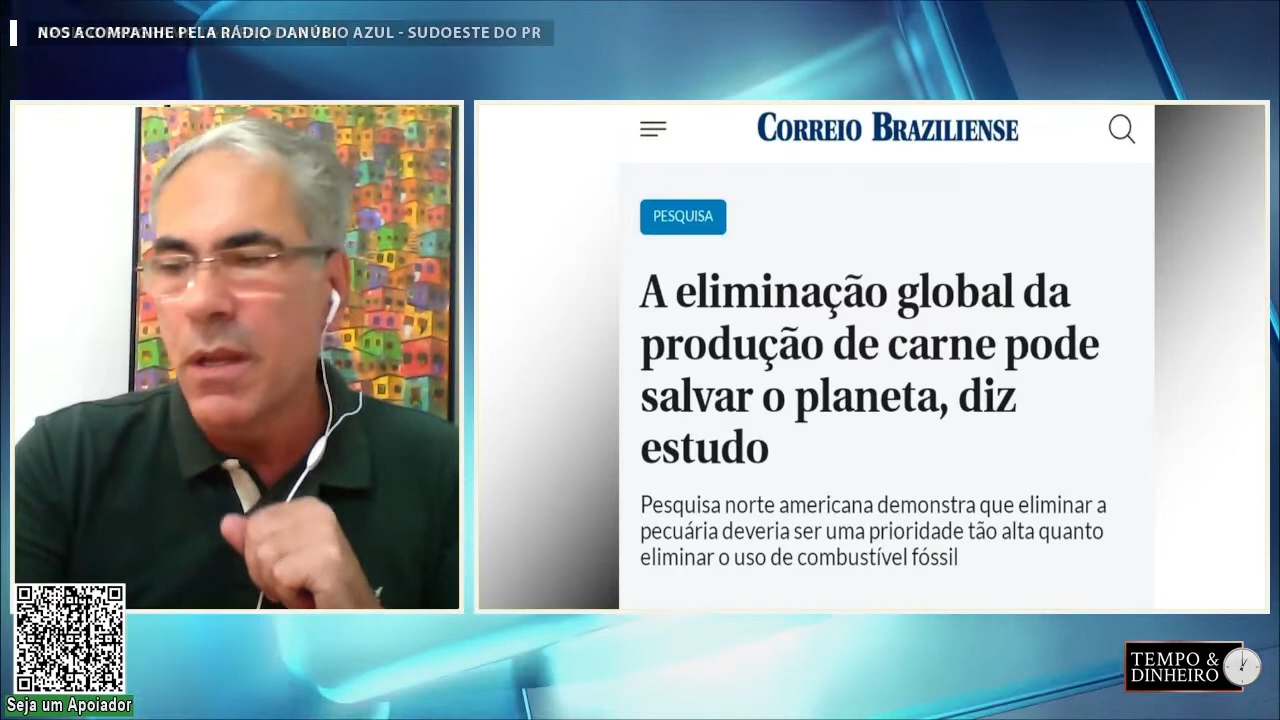 NOS ACOMPANHE PELA RÁDIO DANÚBIO AZUL - SUDOESTE DO PR
CORREIO BRAZILIENSE
PESQUISA
A eliminação global da
produção de carne pode
salvar o planeta, diz
estudo
Pesquisa norte americana demonstra que eliminar a
pecuária deveria ser uma prioridade tão alta quanto
eliminar o uso de combustível fóssil
Seja um Apoiador
TEMPO &
DINHEIRO